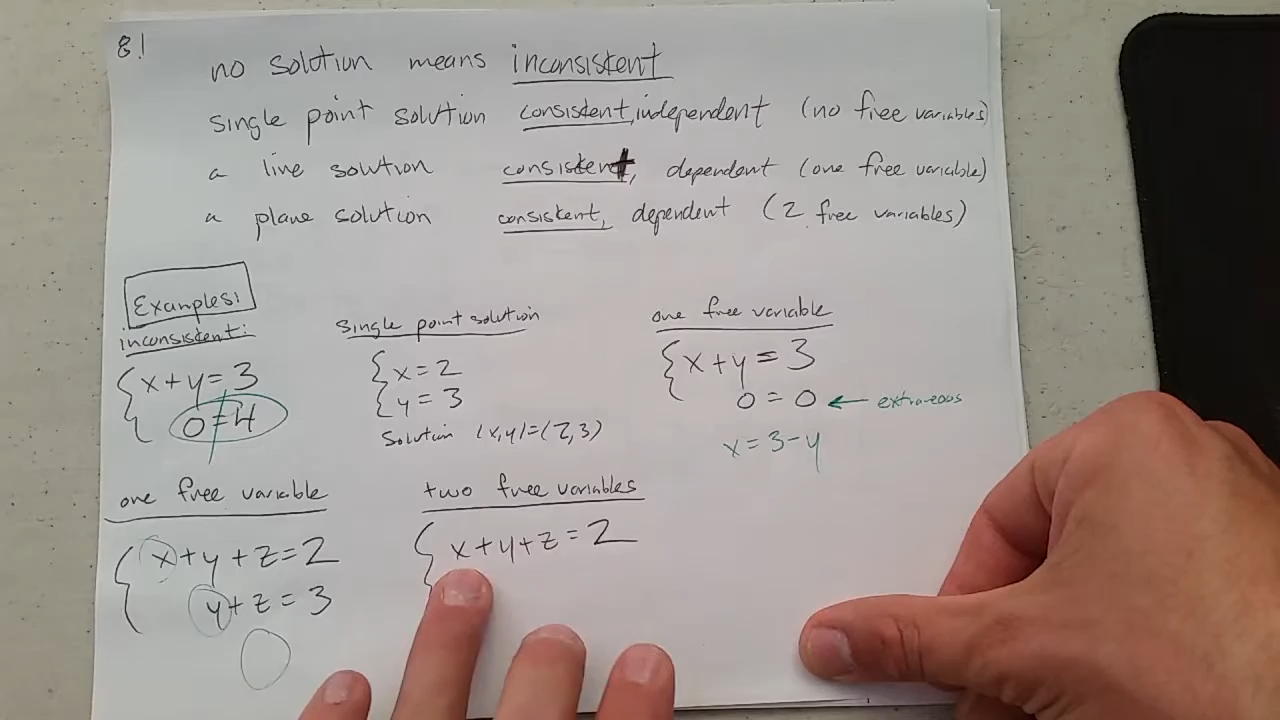 8.1
no solution means inconsistent
single point solution consistent, independent (no free variables)
a line solution consistent, dependent (one free variable)
a plane solution consistent, dependent (2 free variables)
Examples:
inconsistent:
x+y=3
0=4
single point solution
x=2
y=3
Solution (x,y)=(2,3)
one free variable
x+y=3
0=0 ← extraneous
x=3-y
one free variable
x+y+z=2
y+z=3
two free variables
x+y+z=2